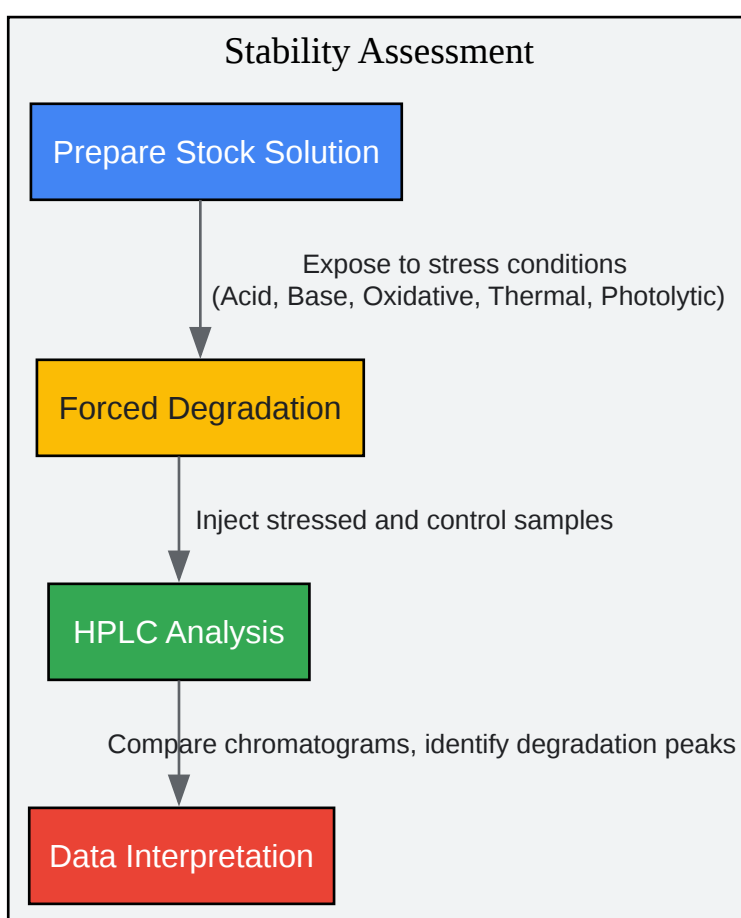 Stability Assessment
Prepare Stock Solution
Expose to stress conditions
(Acid, Base, Oxidative, Thermal, Photolytic)
Forced Degradation
Inject stressed and control samples
HPLC Analysis
Compare chromatograms, identify degradation peaks
Data Interpretation